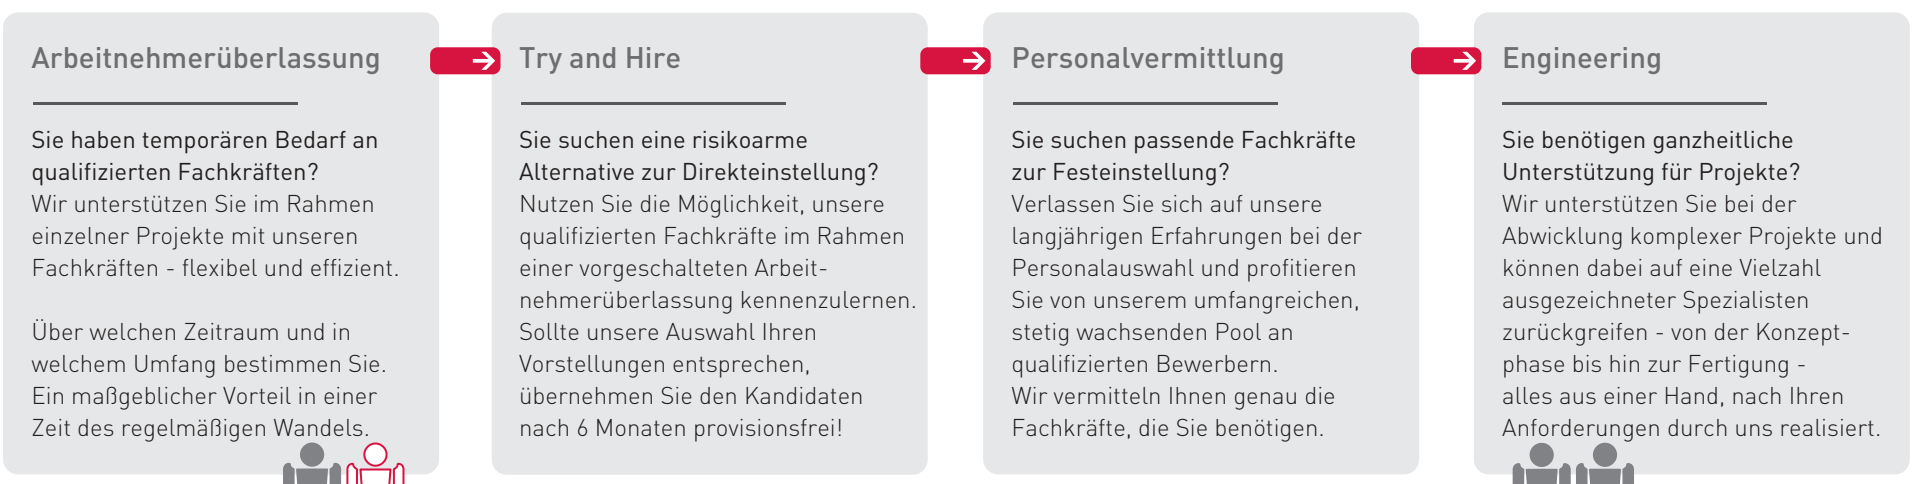 Arbeitnehmerüberlassung
Sie haben temporären Bedarf an
qualifizierten Fachkräften?
Wir unterstützen Sie im Rahmen
einzelner Projekte mit unseren
Fachkräften - flexibel und effizient.
Über welchen Zeitraum und in
welchem Umfang bestimmen Sie.
Ein maßgeblicher Vorteil in einer
Zeit des regelmäßigen Wandels.
Try and Hire
Sie suchen eine risikoarme
Alternative zur Direkteinstellung?
Nutzen Sie die Möglichkeit, unsere
qualifizierten Fachkräfte im Rahmen
einer vorgeschalteten Arbeit-
nehmerüberlassung kennenzulernen.
Sollte unsere Auswahl Ihren
Vorstellungen entsprechen,
übernehmen Sie den Kandidaten
nach 6 Monaten provisionsfrei!
Personalvermittlung
Sie suchen passende Fachkräfte
zur Festeinstellung?
Verlassen Sie sich auf unsere
langjährigen Erfahrungen bei der
Personalauswahl und profitieren
Sie von unserem umfangreichen,
stetig wachsenden Pool an
qualifizierten Bewerbern.
Wir vermitteln Ihnen genau die
Fachkräfte, die Sie benötigen.
Engineering
Sie benötigen ganzheitliche
Unterstützung für Projekte?
Wir unterstützen Sie bei der
Abwicklung komplexer Projekte und
können dabei auf eine Vielzahl
ausgezeichneter Spezialisten
zurückgreifen - von der Konzept-
phase bis hin zur Fertigung -
alles aus einer Hand, nach Ihren
Anforderungen durch uns realisiert.